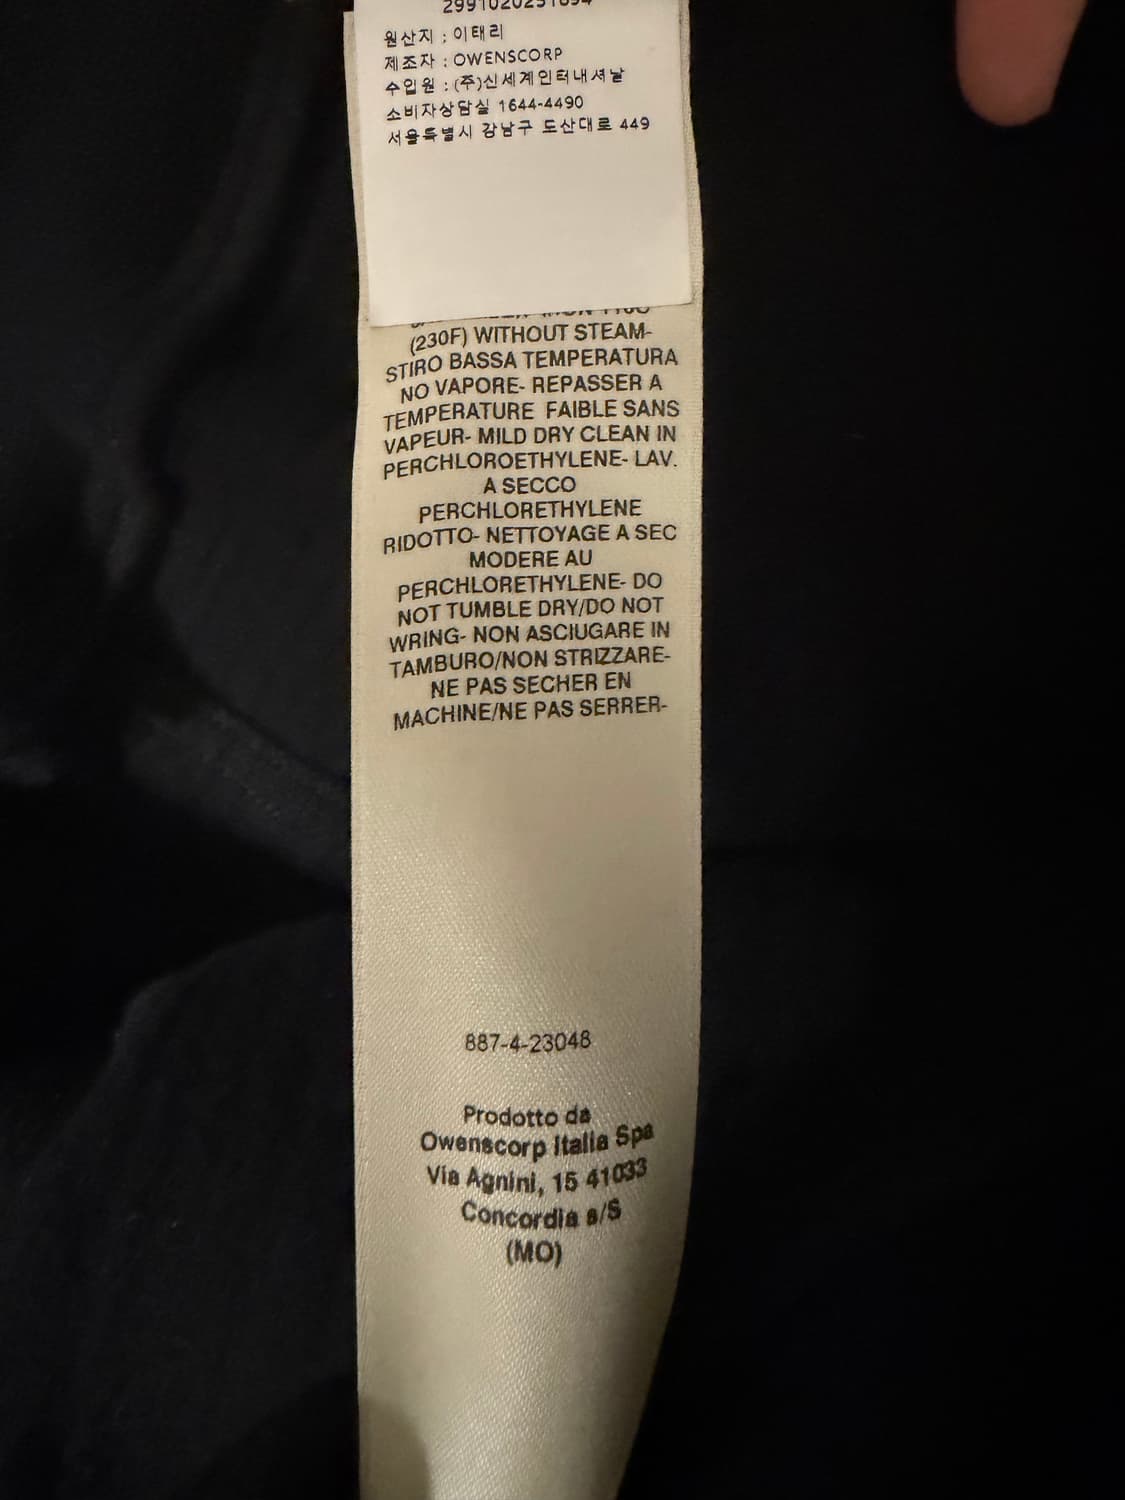 원산지 : 이태리
제조자 : OWENSCORP
수입원 : (주)신세계인터내셔날
소비자상담실 1644-4490
서울특별시 강남구 도산대로 449
(230F) WITHOUT STEAM-
STIRO BASSA TEMPERATURA
NO VAPORE- REPASSER A
TEMPERATURE FAIBLE SANS
VAPEUR- MILD DRY CLEAN IN
PERCHLOROETHYLENE- LAV.
A SECCO
PERCHLORETHYLENE
RIDOTTO- NETTOYAGE A SEC
MODERE AU
PERCHLORETHYLENE- DO
NOT TUMBLE DRY/DO NOT
WRING- NON ASCIUGARE IN
TAMBURO/NON STRIZZARE-
NE PAS SECHER EN
MACHINE/NE PAS SERRER-
887-4-23048
Prodotto da
Owenscorp Italia Spa
Via Agnini, 15 41033
Concordia s/S
(MO)